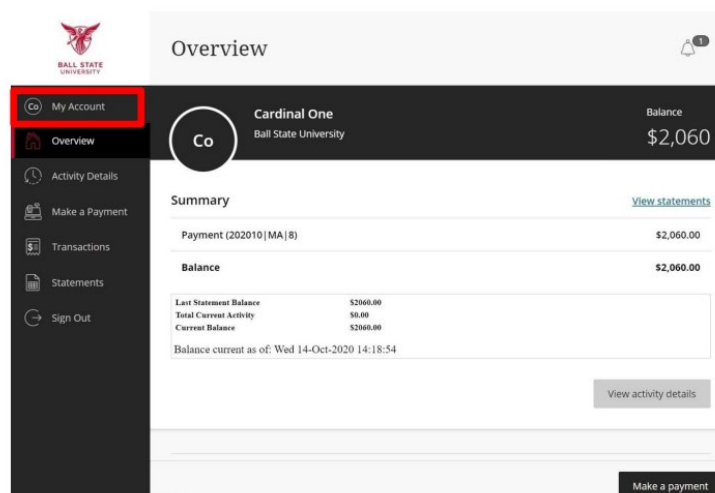 BALL STATE
UNIVERSITY
Overview
1
Co My Account
Overview
Activity Details
Make a Payment
Transactions
Statements
Sign Out
Co
Cardinal One
Ball State University
Balance
$2,060
Summary
View statements
Payment (202010|MA|8) $2,060.00
Balance $2,060.00
Last Statement Balance $2060.00
Total Current Activity $0.00
Current Balance $2060.00
Balance current as of: Wed 14-Oct-2020 14:18:54
View activity details
Make a payment